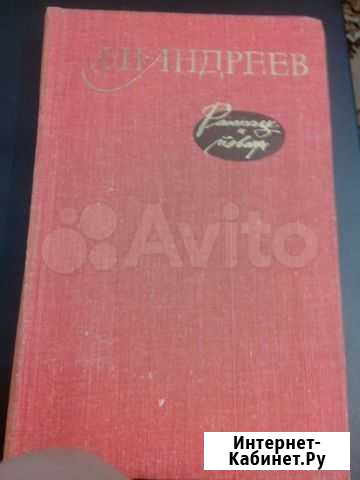 Л.Н. АНДРЕЕВ
Рассказы
и
повести
Avito
Интернет-
Кабинет.Ру